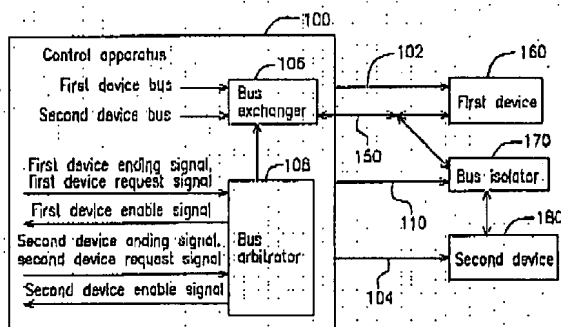 100
Control apparatus
106
102
160
First device bus
Second device bus
Bus
exchanger
First device
150
170
First device ending signal,
first device request signal
108
Bus isolator
First device enable signal
110
180
Second device ending signal,
second device request signal
Bus
arbitrator
Second device
Second device enable signal
104